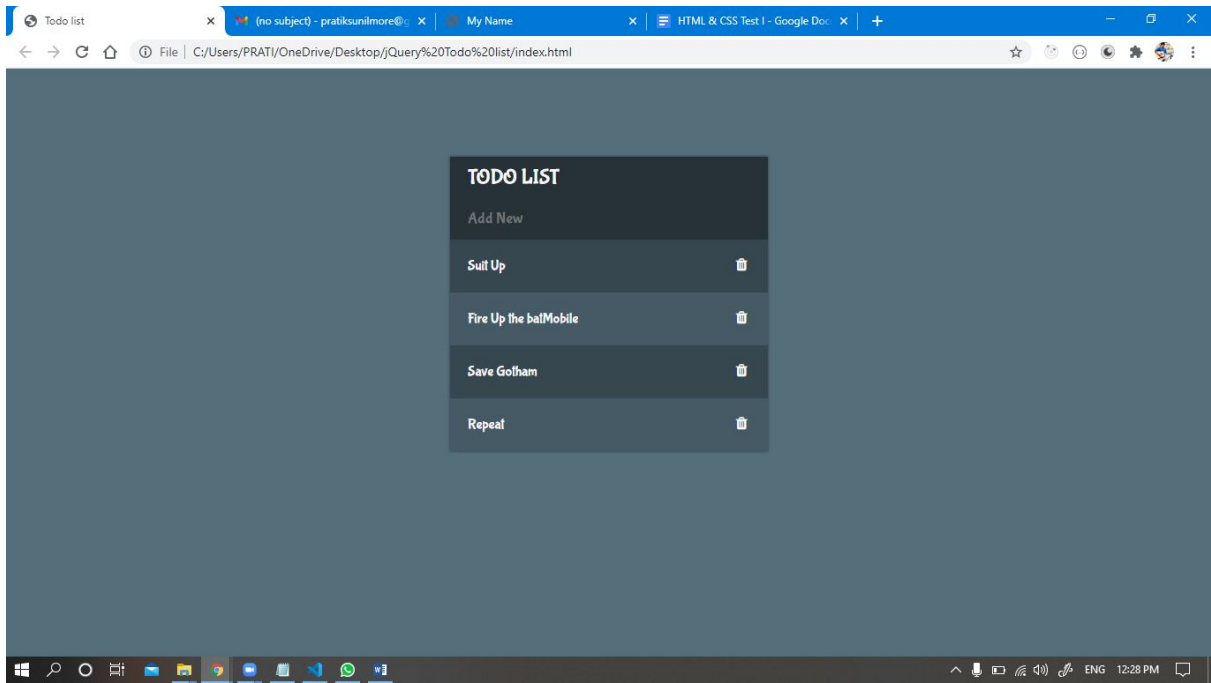 Todo list
(no subject) - pratiksunilmore@g
My Name
HTML & CSS Test I - Google Doc
File | C:/Users/PRATI/OneDrive/Desktop/jQuery%20Todo%20list/index.html
TODO LIST
Add New
Suit Up
Fire Up the batMobile
Save Gotham
Repeat
ENG 12:28 PM